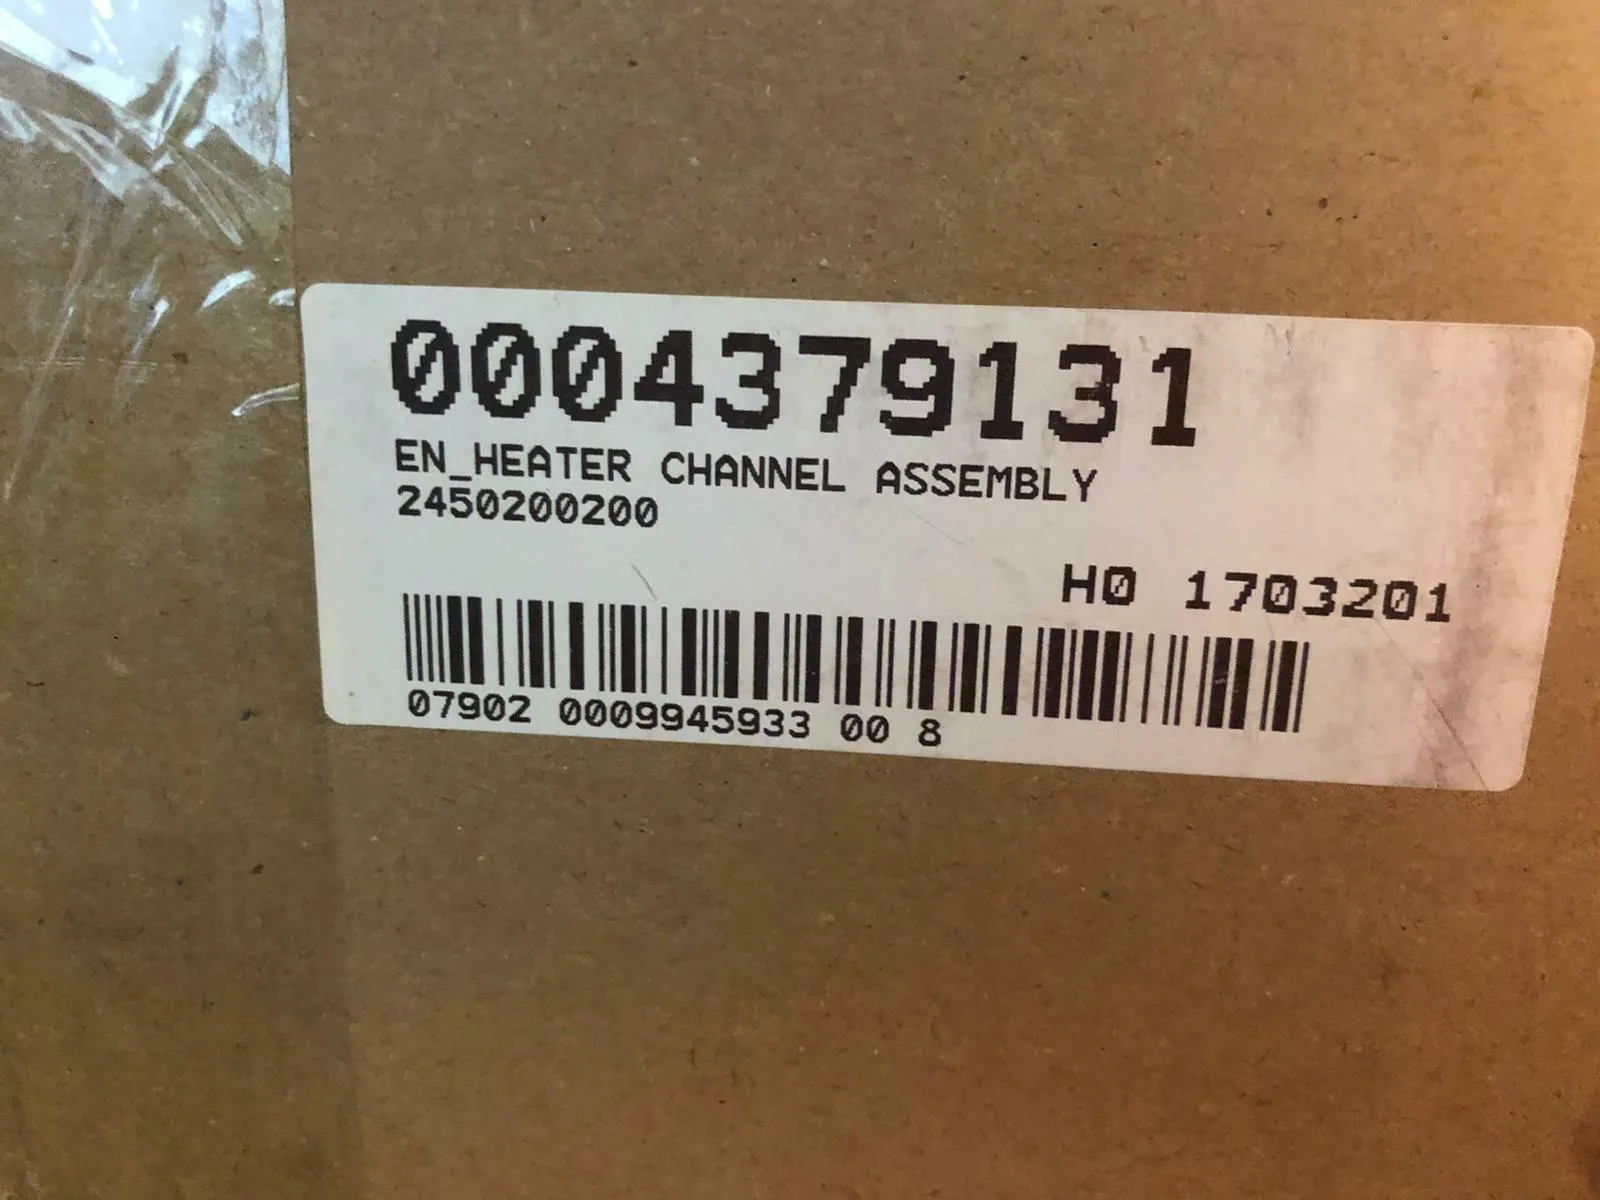 0004379131
EN_HEATER CHANNEL ASSEMBLY
2450200200
H0 1703201
07902 0009945933 00 8